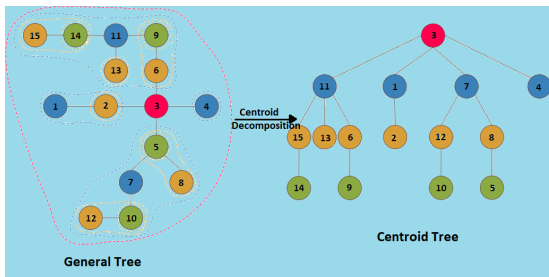 15 14 11 9
13 6
1 2 3 4
5
7 8
12 10
General Tree
Centroid
Decomposition
3
11 1 7 4
15 13 6 2 12 8
14 9 10 5
Centroid Tree